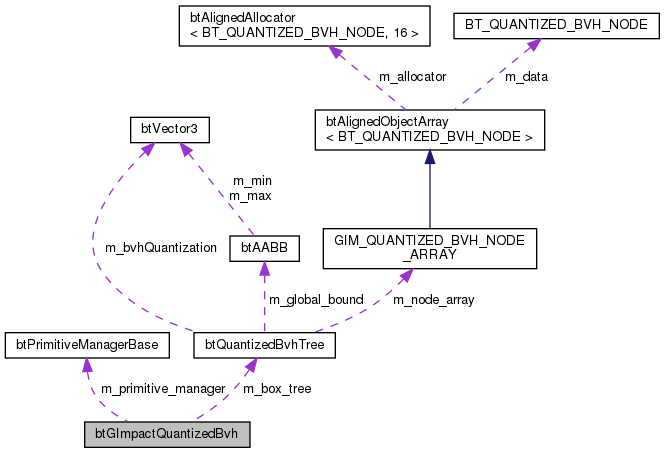 btAlignedAllocator
< BT_QUANTIZED_BVH_NODE, 16 >
BT_QUANTIZED_BVH_NODE
m_allocator
m_data
btVector3
btAlignedObjectArray
< BT_QUANTIZED_BVH_NODE >
m_min
m_max
m_bvhQuantization
btAABB
GIM_QUANTIZED_BVH_NODE
_ARRAY
m_global_bound
m_node_array
btPrimitiveManagerBase
btQuantizedBvhTree
m_primitive_manager
m_box_tree
btGImpactQuantizedBvh